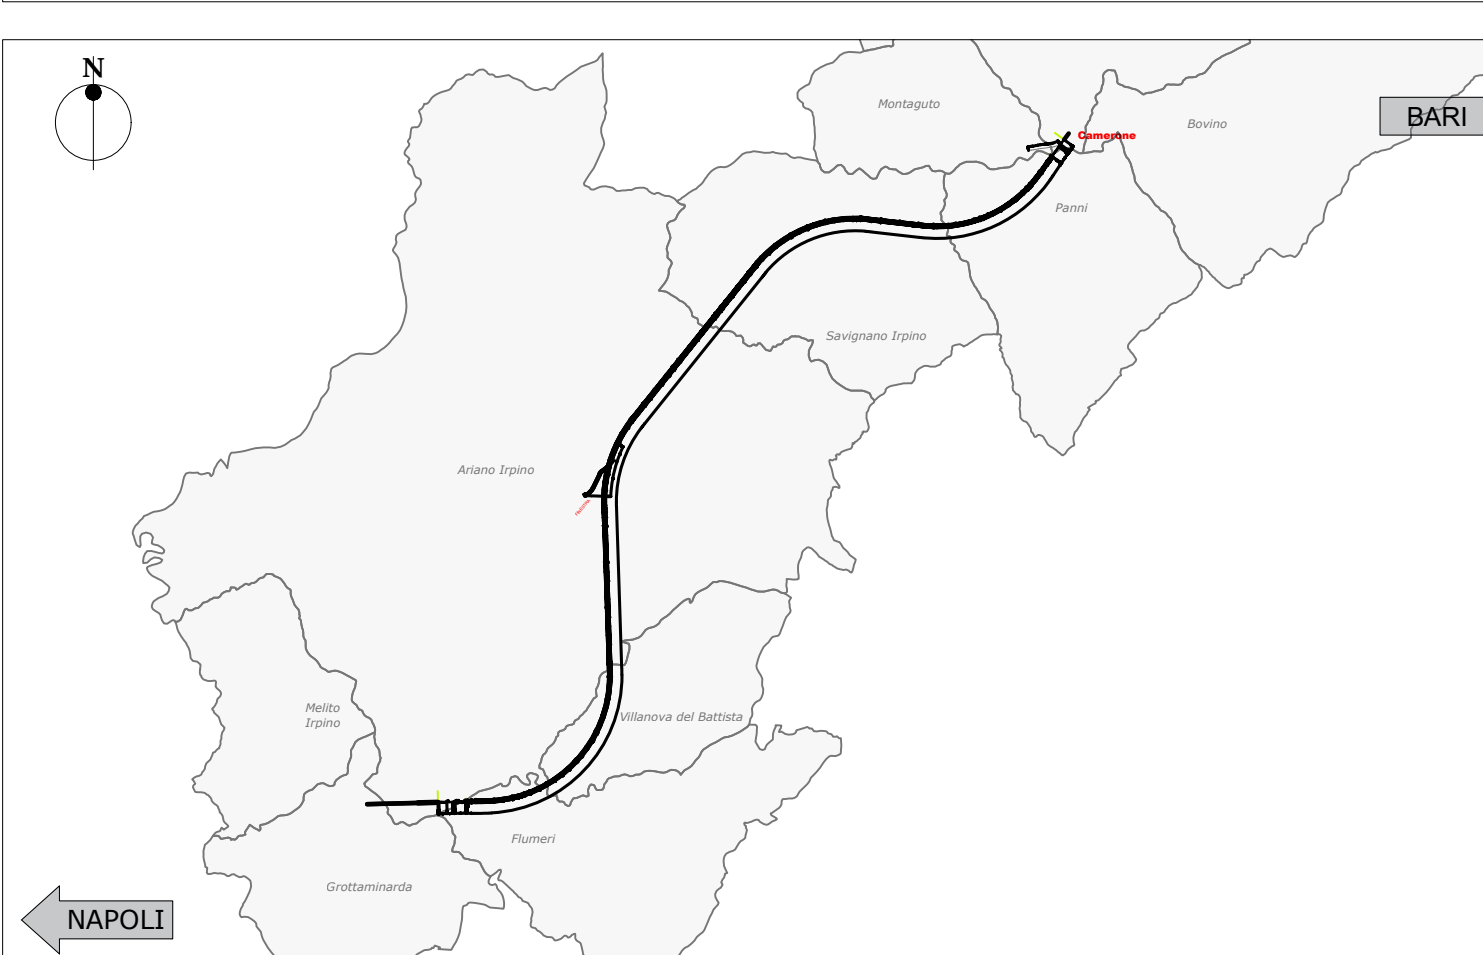 N
Montaguto
Bovino
BARI
Camerone
Panni
Savignano Irpino
Ariano Irpino
Melito
Irpino
Villanova del Battista
Flumeri
Grottaminarda
NAPOLI